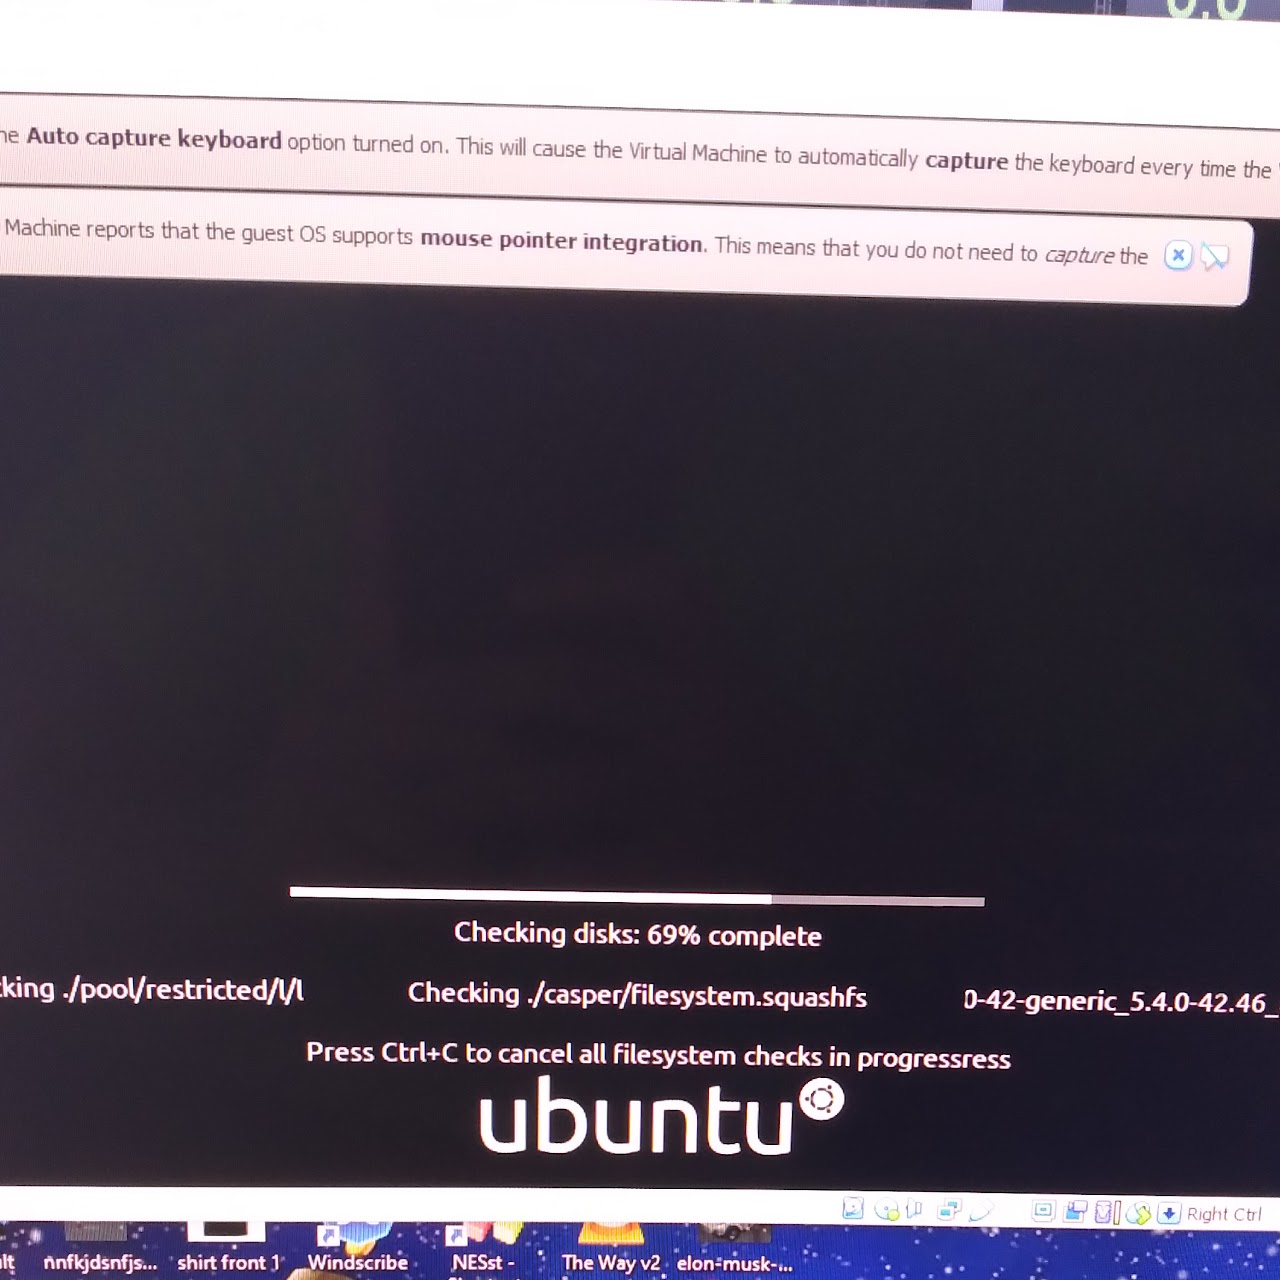 0.0
Auto capture keyboard option turned on. This will cause the Virtual Machine to automatically capture the keyboard every time the
Machine reports that the guest OS supports mouse pointer integration. This means that you do not need to capture the
Checking disks: 69% complete
king ./pool/restricted/l/l Checking ./casper/filesystem.squashfs 0-42-generic_5.4.0-42.46_
Press Ctrl+C to cancel all filesystem checks in progressress
ubuntu
Right Ctrl
lt nnfkjdsnfjs... shirt front 1 Windscribe NESst - The Way v2 elon-musk-...